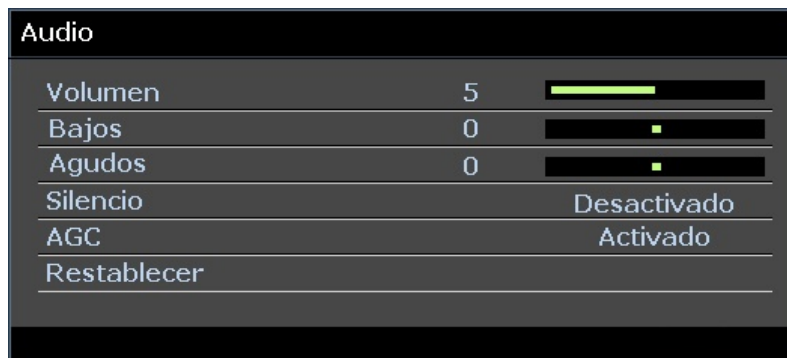 Audio
Volumen 5
Bajos 0
Agudos 0
Silencio Desactivado
AGC Activado
Restablecer